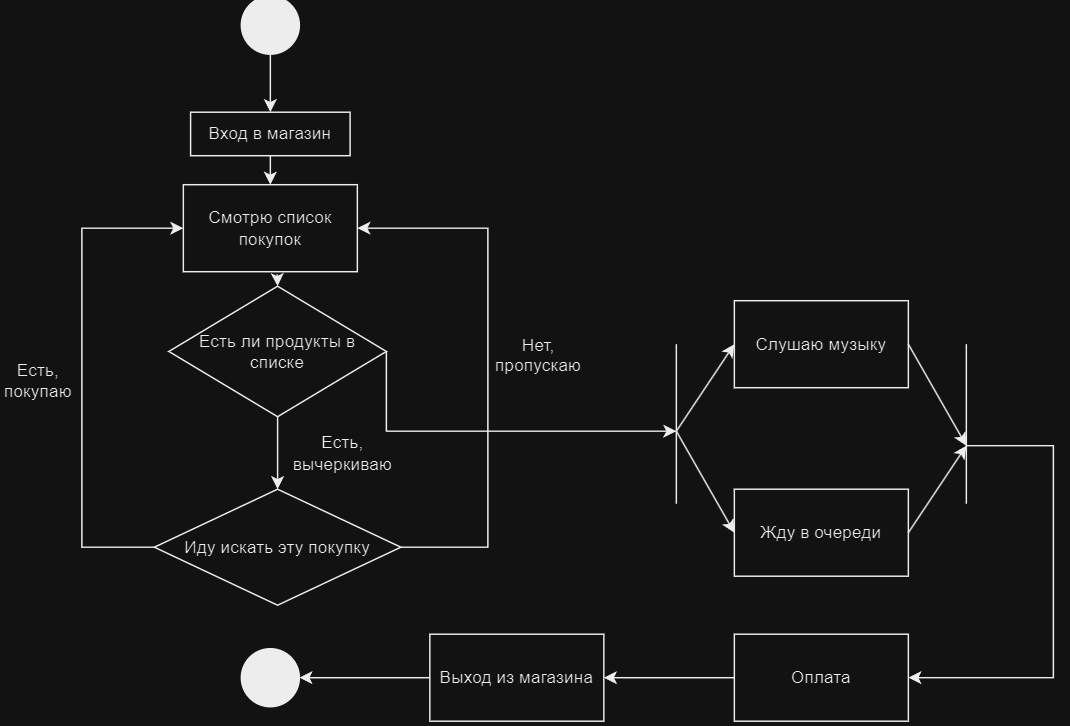 Вход в магазин
Смотрю список
покупок
Есть ли продукты в
списке
Есть,
покупаю
Нет,
пропускаю
Есть,
вычеркиваю
Иду искать эту покупку
Слушаю музыку
Жду в очереди
Выход из магазина
Оплата